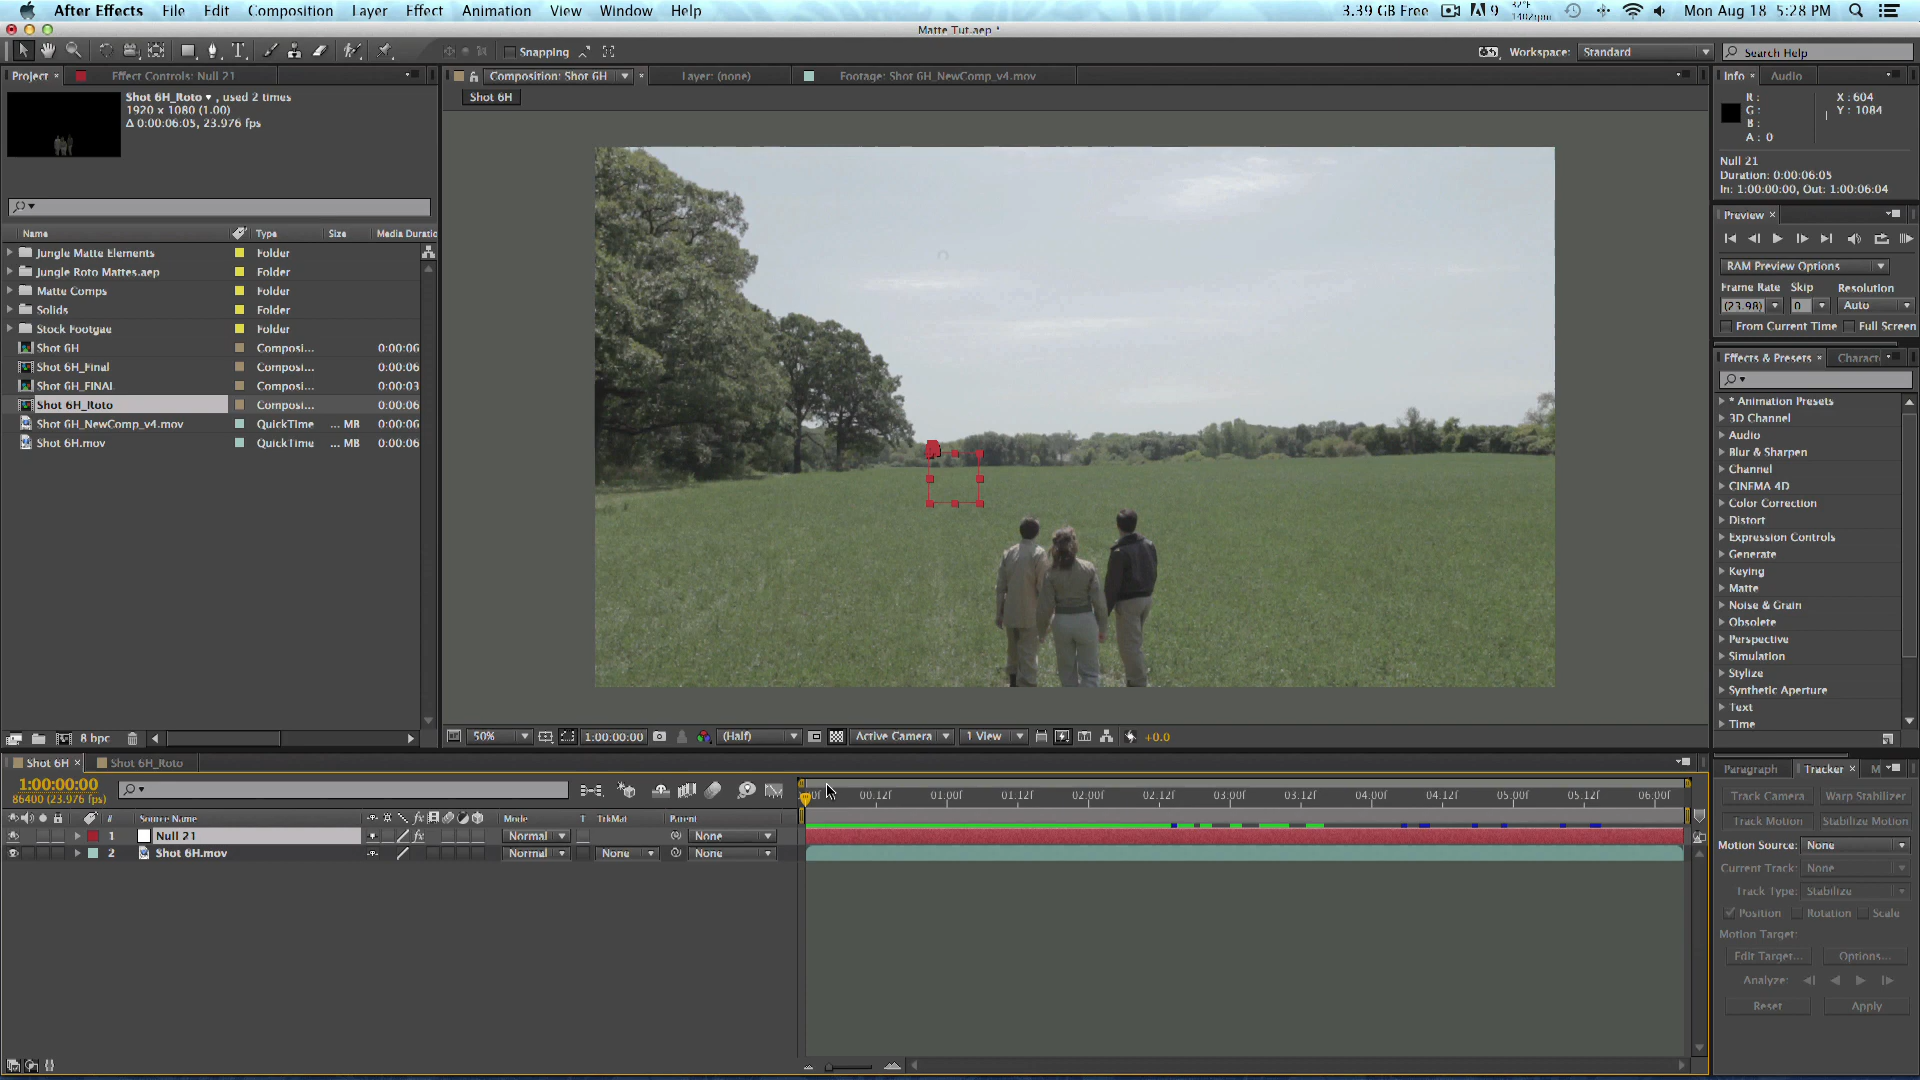 After Effects File Edit Composition Layer Effect Animation View Window Help
3.39 GB Free 9 Mon Aug 18 5:28 PM
Matte Tut.aep *
Snapping
Workspace: Standard Search Help
Project Effect Controls: Null 21
Composition: Shot 6H Layer: (none) Footage: Shot 6H_NewComp_v4.mov
Info Audio
Shot 6H_Roto , used 2 times
1920 x 1080 (1.00)
Δ 0:00:06:05, 23.976 fps
Shot 6H
R :
G :
B :
A : 0
X : 604
Y : 1084
Null 21
Duration: 0:00:06:05
In: 1:00:00:00, Out: 1:00:06:04
Preview
RAM Preview Options
Frame Rate Skip Resolution
(23.98) 0 Auto
From Current Time Full Screen
Name Type Size Media Duratio
Jungle Matte Elements Folder
Jungle Roto Mattes.aep Folder
Matte Comps Folder
Solids Folder
Stock Footgae Folder
Shot 6H Composi... 0:00:06
Shot 6H_Final Composi... 0:00:06
Shot 6H_FINAL Composi... 0:00:03
Shot 6H_Roto Composi... 0:00:06
Shot 6H_NewComp_v4.mov QuickTime ... MB 0:00:06
Shot 6H.mov QuickTime ... MB 0:00:06
Effects & Presets Charact
* Animation Presets
3D Channel
Audio
Blur & Sharpen
Channel
CINEMA 4D
Color Correction
Distort
Expression Controls
Generate
Keying
Matte
Noise & Grain
Obsolete
Perspective
Simulation
Stylize
Synthetic Aperture
Text
Time
8 bpc
50% 1:00:00:00 (Half) Active Camera 1 View +0.0
Shot 6H Shot 6H_Roto
1:00:00:00
86400 (23.976 fps)
00f 00:12f 01:00f 01:12f 02:00f 02:12f 03:00f 03:12f 04:00f 04:12f 05:00f 05:12f 06:00f
# Source Name fx Mode T TrkMat Parent
1 Null 21 fx Normal None
2 Shot 6H.mov Normal None None
Paragraph Tracker M
Track Camera Warp Stabilizer
Track Motion Stabilize Motion
Motion Source: None
Current Track: None
Track Type: Stabilize
Position Rotation Scale
Motion Target:
Edit Target... Options...
Analyze:
Reset Apply